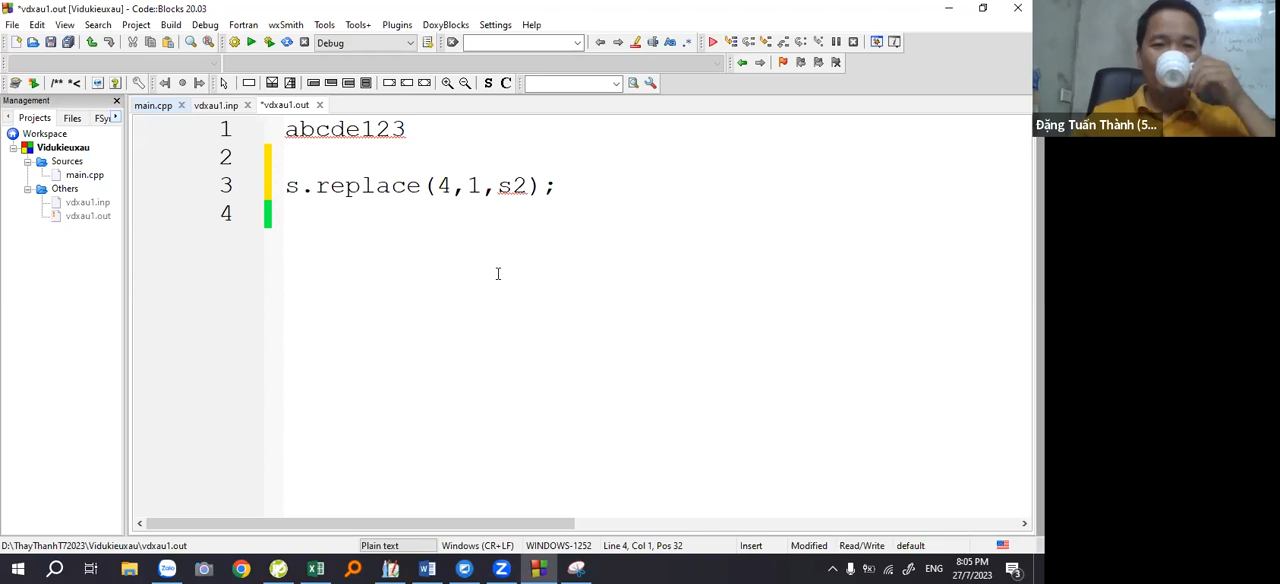 *vdxau1.out [Vidukieuxau] - Code::Blocks 20.03
File Edit View Search Project Build Debug Fortran wxSmith Tools Tools+ Plugins DoxyBlocks Settings Help
Debug
/** *<
S C
Management
Projects Files FSy
Workspace
Vidukieuxau
Sources
main.cpp
Others
vdxau1.inp
vdxau1.out
main.cpp vdxau1.inp *vdxau1.out
1 abcde123
2
3 s.replace(4,1,s2);
4
Đặng Tuấn Thành (5...
D:\ThayThanhT72023\Vidukieuxau\vdxau1.out Plain text Windows (CR+LF) WINDOWS-1252 Line 4, Col 1, Pos 32 Insert Modified Read/Write default
Zalo
ENG
8:05 PM
27/7/2023
3